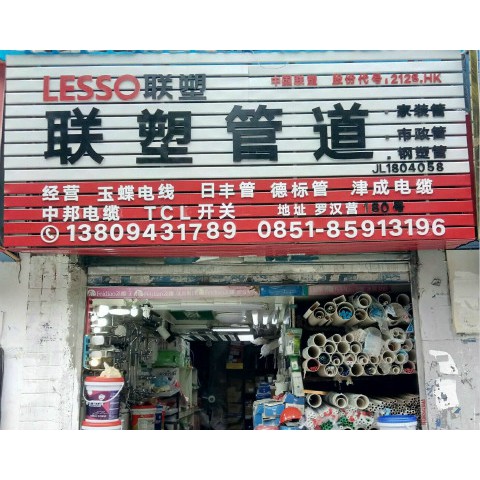 LESSO联塑
中国联塑 股份代号:2128.HK
联塑管道
.家装管
.市政管
.钢塑管
JL1804058
经营 玉蝶电线 日丰管 德标管 津成电缆
中邦电缆 TCL开关 地址 罗汉营180号
13809431789 0851-85913196